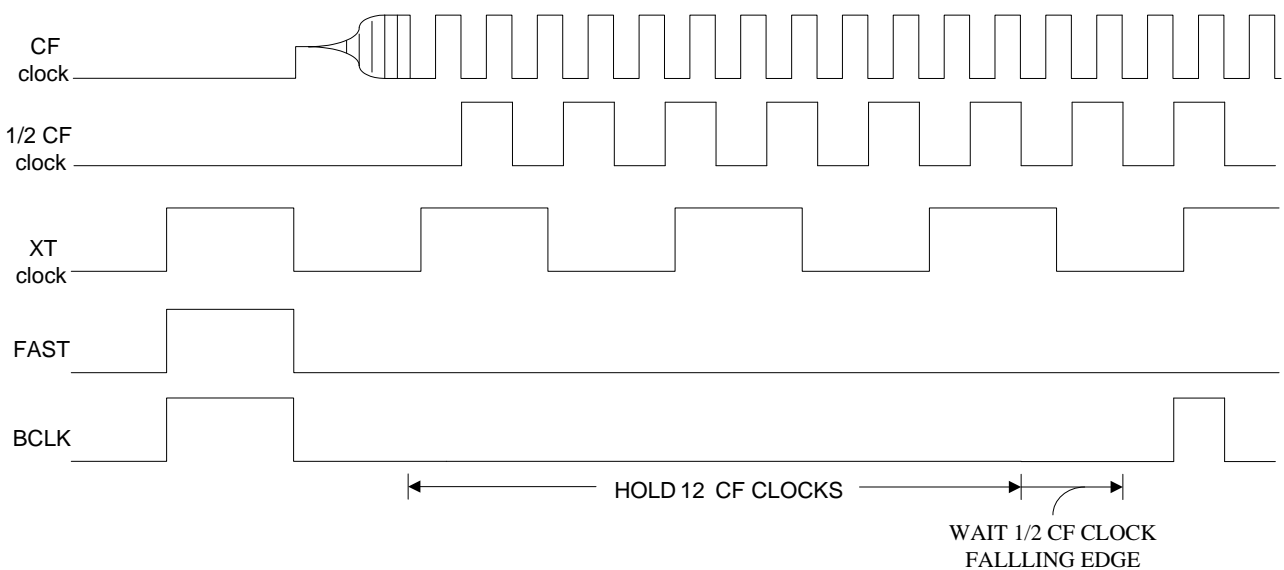 CF
clock
1/2 CF
clock
XT
clock
FAST
BCLK
HOLD 12 CF CLOCKS
WAIT 1/2 CF CLOCK
FALLLING EDGE